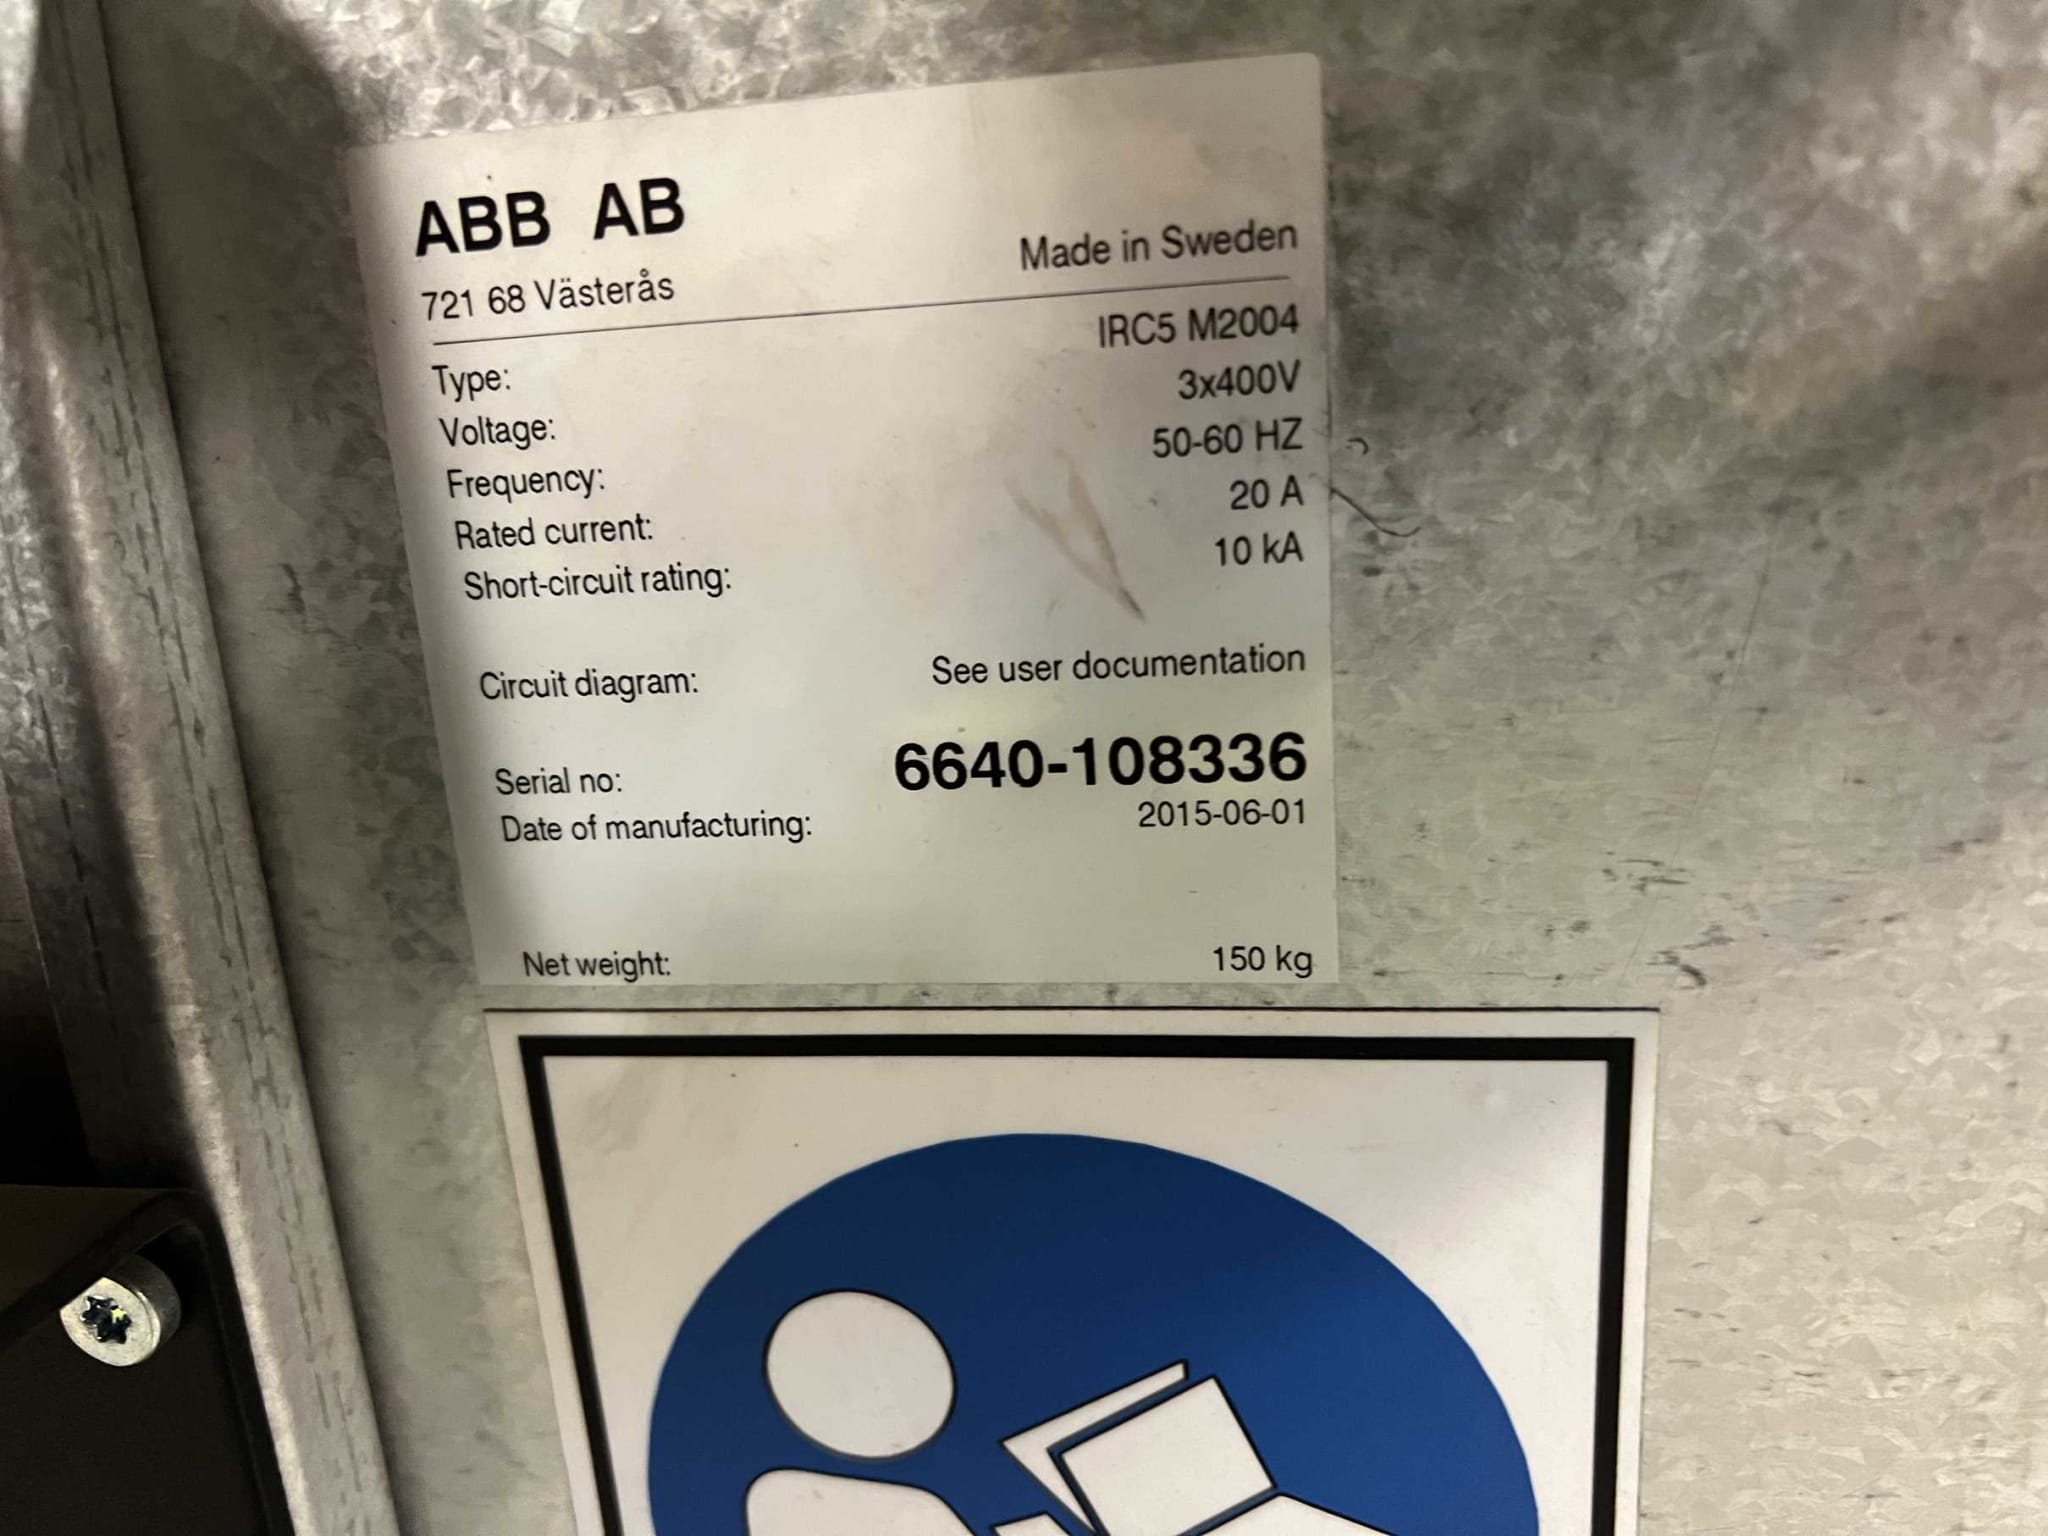 ABB AB
721 68 Västerås
Made in Sweden
Type: IRC5 M2004
Voltage: 3x400V
Frequency: 50-60 HZ
Rated current: 20 A
Short-circuit rating: 10 kA
Circuit diagram: See user documentation
Serial no: 6640-108336
Date of manufacturing: 2015-06-01
Net weight: 150 kg